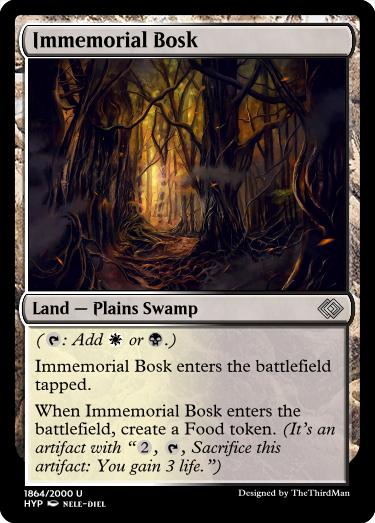 Immemorial Bosk
Land — Plains Swamp
(T: Add W or B.)
Immemorial Bosk enters the battlefield
tapped.
When Immemorial Bosk enters the
battlefield, create a Food token. (It's an
artifact with “2, T, Sacrifice this
artifact: You gain 3 life.”)
1864/2000 U
HYP NELE-DIEL
Designed by TheThirdMan